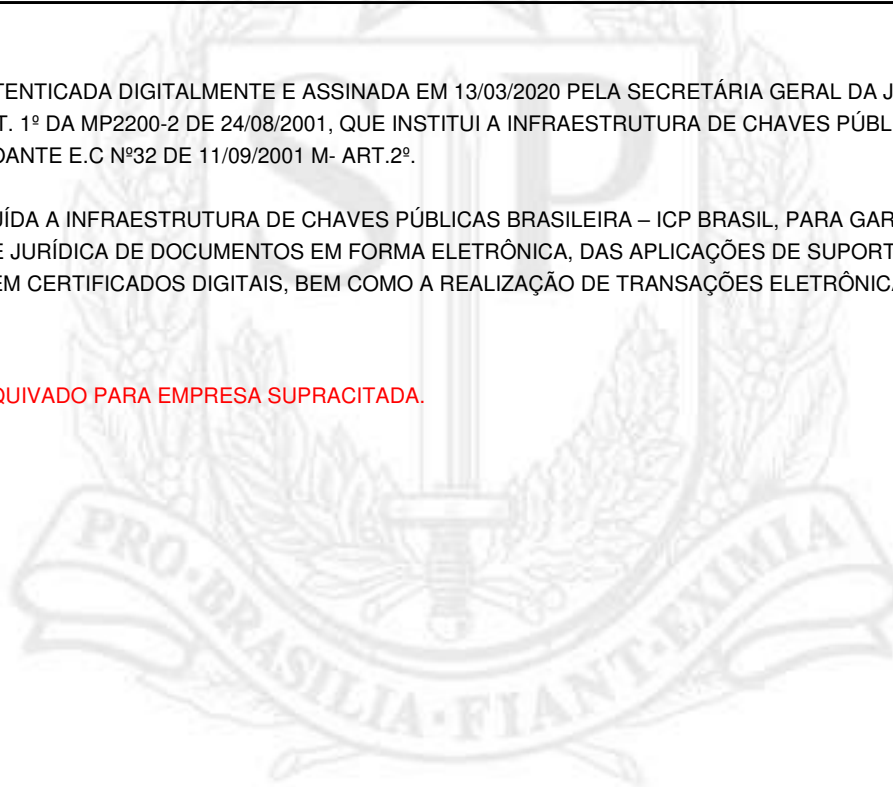 TENTICADA DIGITALMENTE E ASSINADA EM 13/03/2020 PELA SECRETÁRIA GERAL DA J
T. 1º DA MP2200-2 DE 24/08/2001, QUE INSTITUI A INFRAESTRUTURA DE CHAVES PÚBL
DANTE E.C Nº32 DE 11/09/2001 M- ART.2º.
UÍDA A INFRAESTRUTURA DE CHAVES PÚBLICAS BRASILEIRA – ICP BRASIL, PARA GAR
E JURÍDICA DE DOCUMENTOS EM FORMA ELETRÔNICA, DAS APLICAÇÕES DE SUPORT
EM CERTIFICADOS DIGITAIS, BEM COMO A REALIZAÇÃO DE TRANSAÇÕES ELETRÔNICA
QUIVADO PARA EMPRESA SUPRACITADA.
SP
PRO·BRASILIA·FIANT·EXIMIA